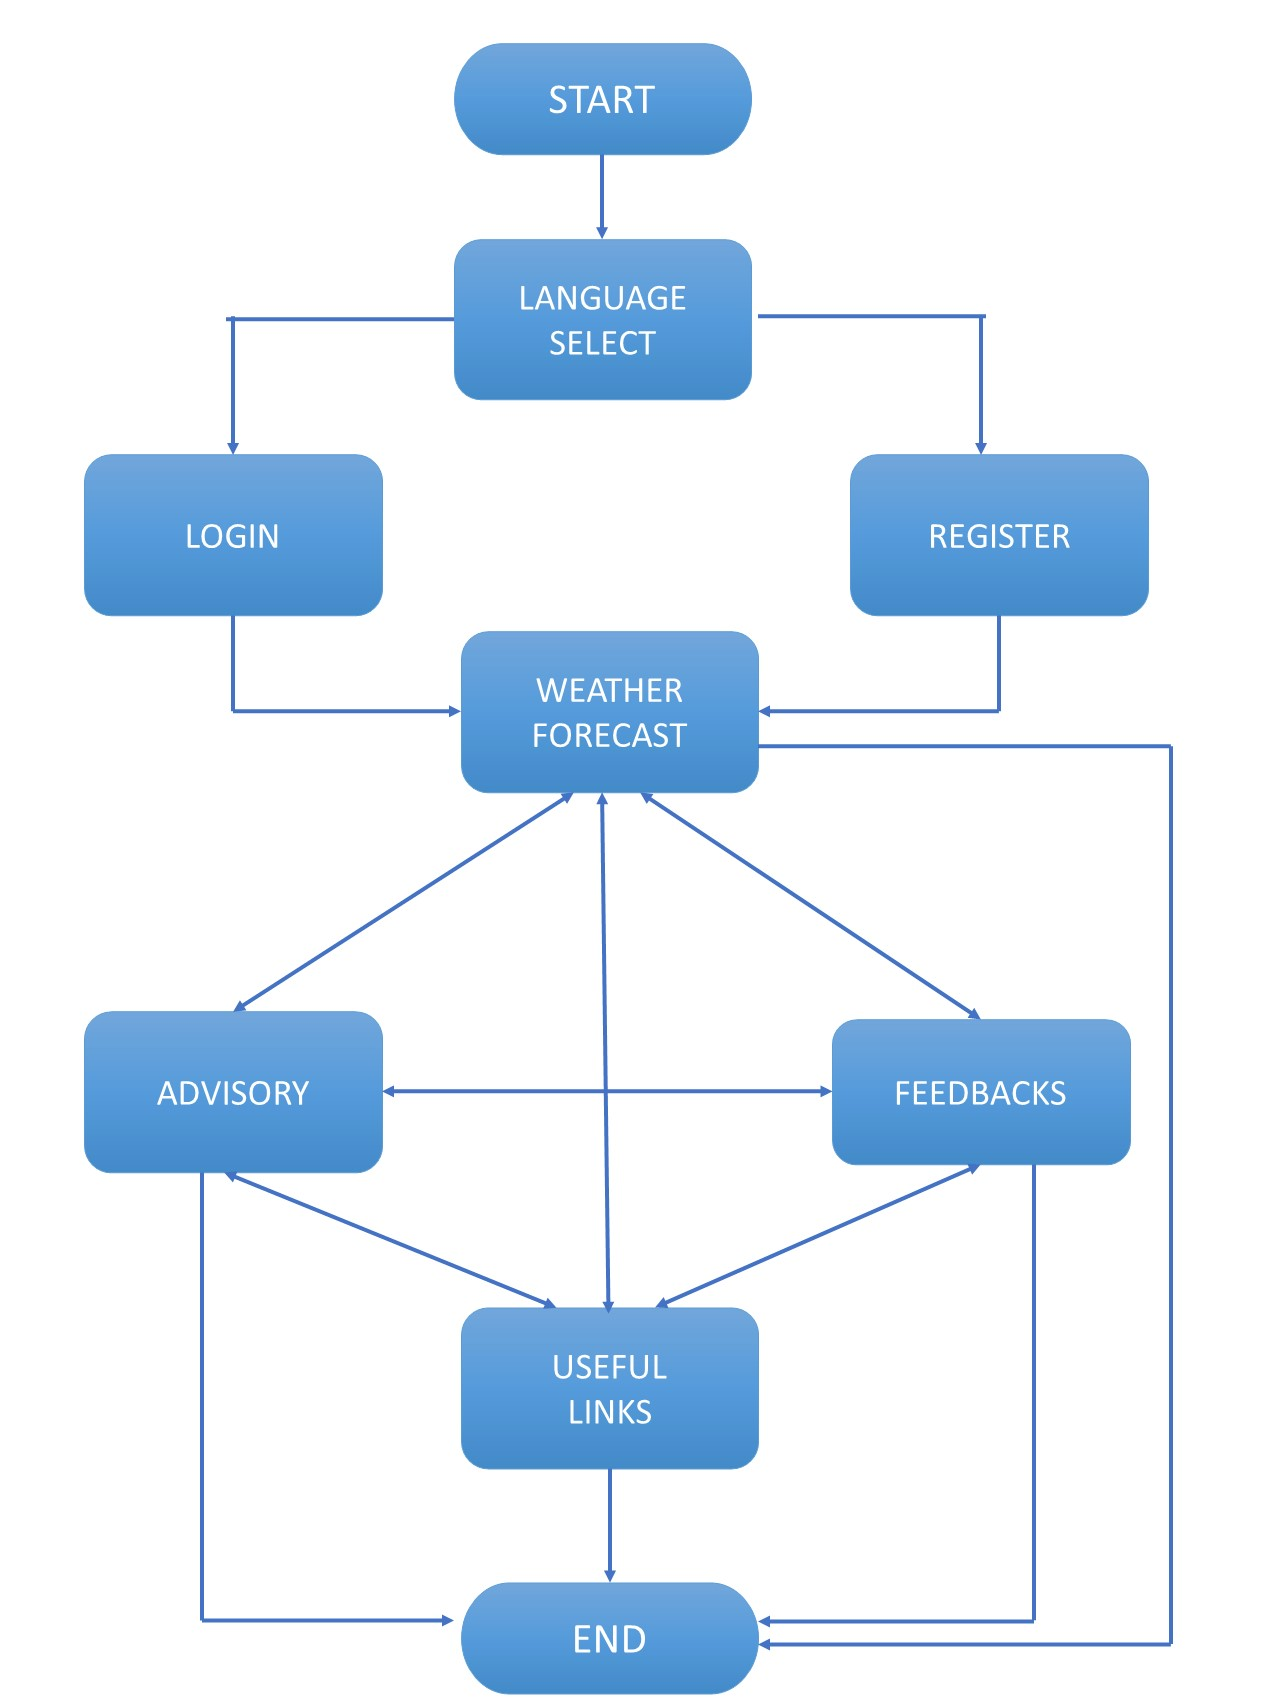 START
LANGUAGE
SELECT
LOGIN
REGISTER
WEATHER
FORECAST
ADVISORY
FEEDBACKS
USEFUL
LINKS
END